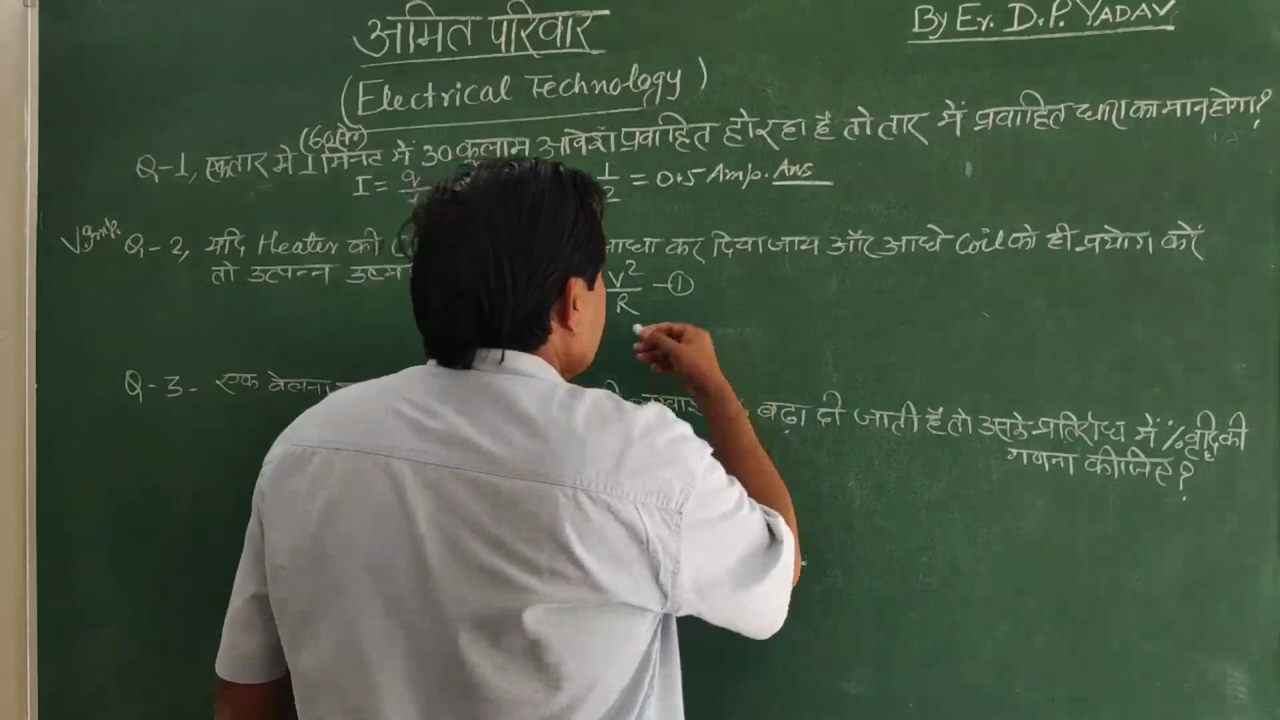 अमित परिवार
By Er. D.P. YADAV
(Electrical Technology)
(60 सेo)
Q-1, एक तार में 1 मिनट में 30 कुलाम आवेश प्रवाहित हो रहा है तो तार में प्रवाहित धारा का मान होगा?
I = q 1/2 = 0.5 Amp. Ans
Q-2, यदि Heater की आधा कर दिया जाय और आधे Coil को ही प्रयोग करें
तो उत्पन्न V²/R -①
Q-3- एक बढ़ा दी जाती है तो उसके प्रतिरोध में % वृद्धि की
गणना कीजिए?